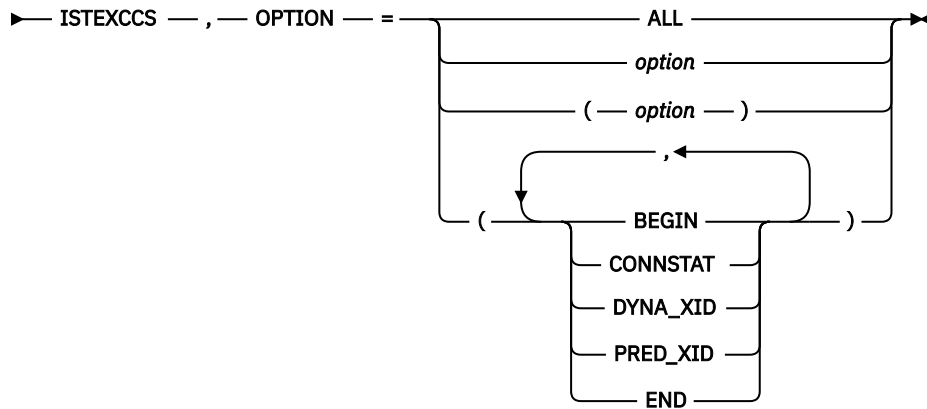 ISTEXCCS , OPTION = ALL
option
( option )
,
( BEGIN )
CONNSTAT
DYNA_XID
PRED_XID
END